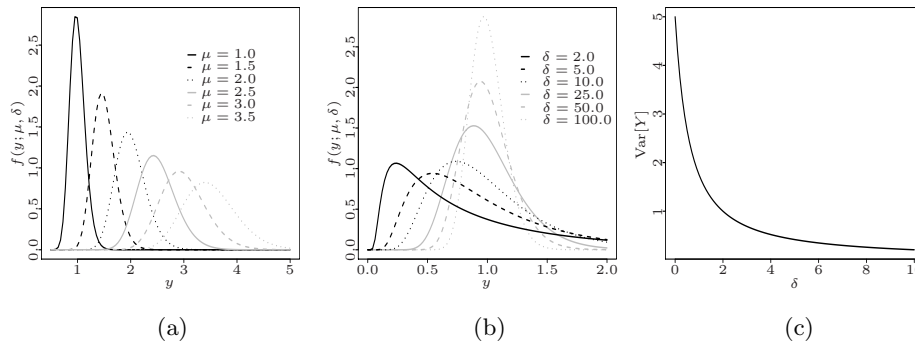 f(y; μ, δ)
0.0 0.5 1.0 1.5 2.0 2.5
μ = 1.0
μ = 1.5
μ = 2.0
μ = 2.5
μ = 3.0
μ = 3.5
1 2 3 4 5
y
(a)
f(y; μ, δ)
0.0 0.5 1.0 1.5 2.0 2.5
δ = 2.0
δ = 5.0
δ = 10.0
δ = 25.0
δ = 50.0
δ = 100.0
0.0 0.5 1.0 1.5 2.0
y
(b)
Var[Y]
1 2 3 4 5
0 2 4 6 8 10
δ
(c)